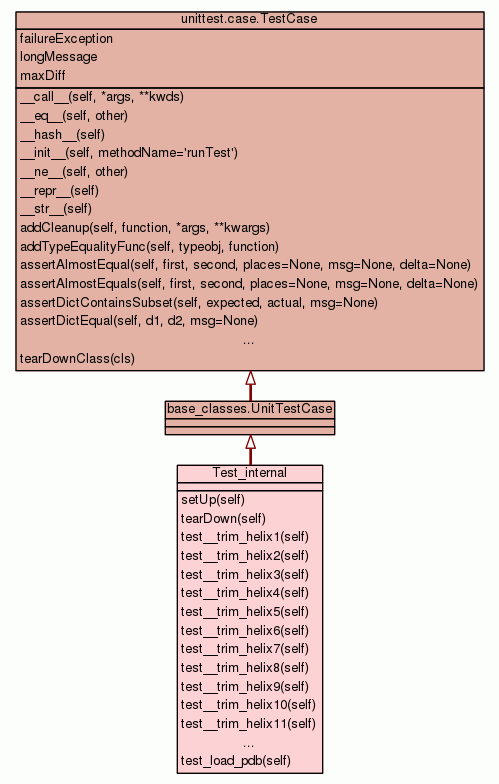 unittest.case.TestCase
failureException
longMessage
maxDiff
__call__(self, *args, **kwds)
__eq__(self, other)
__hash__(self)
__init__(self, methodName='runTest')
__ne__(self, other)
__repr__(self)
__str__(self)
addCleanup(self, function, *args, **kwargs)
addTypeEqualityFunc(self, typeobj, function)
assertAlmostEqual(self, first, second, places=None, msg=None, delta=None)
assertAlmostEquals(self, first, second, places=None, msg=None, delta=None)
assertDictContainsSubset(self, expected, actual, msg=None)
assertDictEqual(self, d1, d2, msg=None)
...
tearDownClass(cls)
base_classes.UnitTestCase
Test_internal
setUp(self)
tearDown(self)
test__trim_helix1(self)
test__trim_helix2(self)
test__trim_helix3(self)
test__trim_helix4(self)
test__trim_helix5(self)
test__trim_helix6(self)
test__trim_helix7(self)
test__trim_helix8(self)
test__trim_helix9(self)
test__trim_helix10(self)
test__trim_helix11(self)
...
test_load_pdb(self)